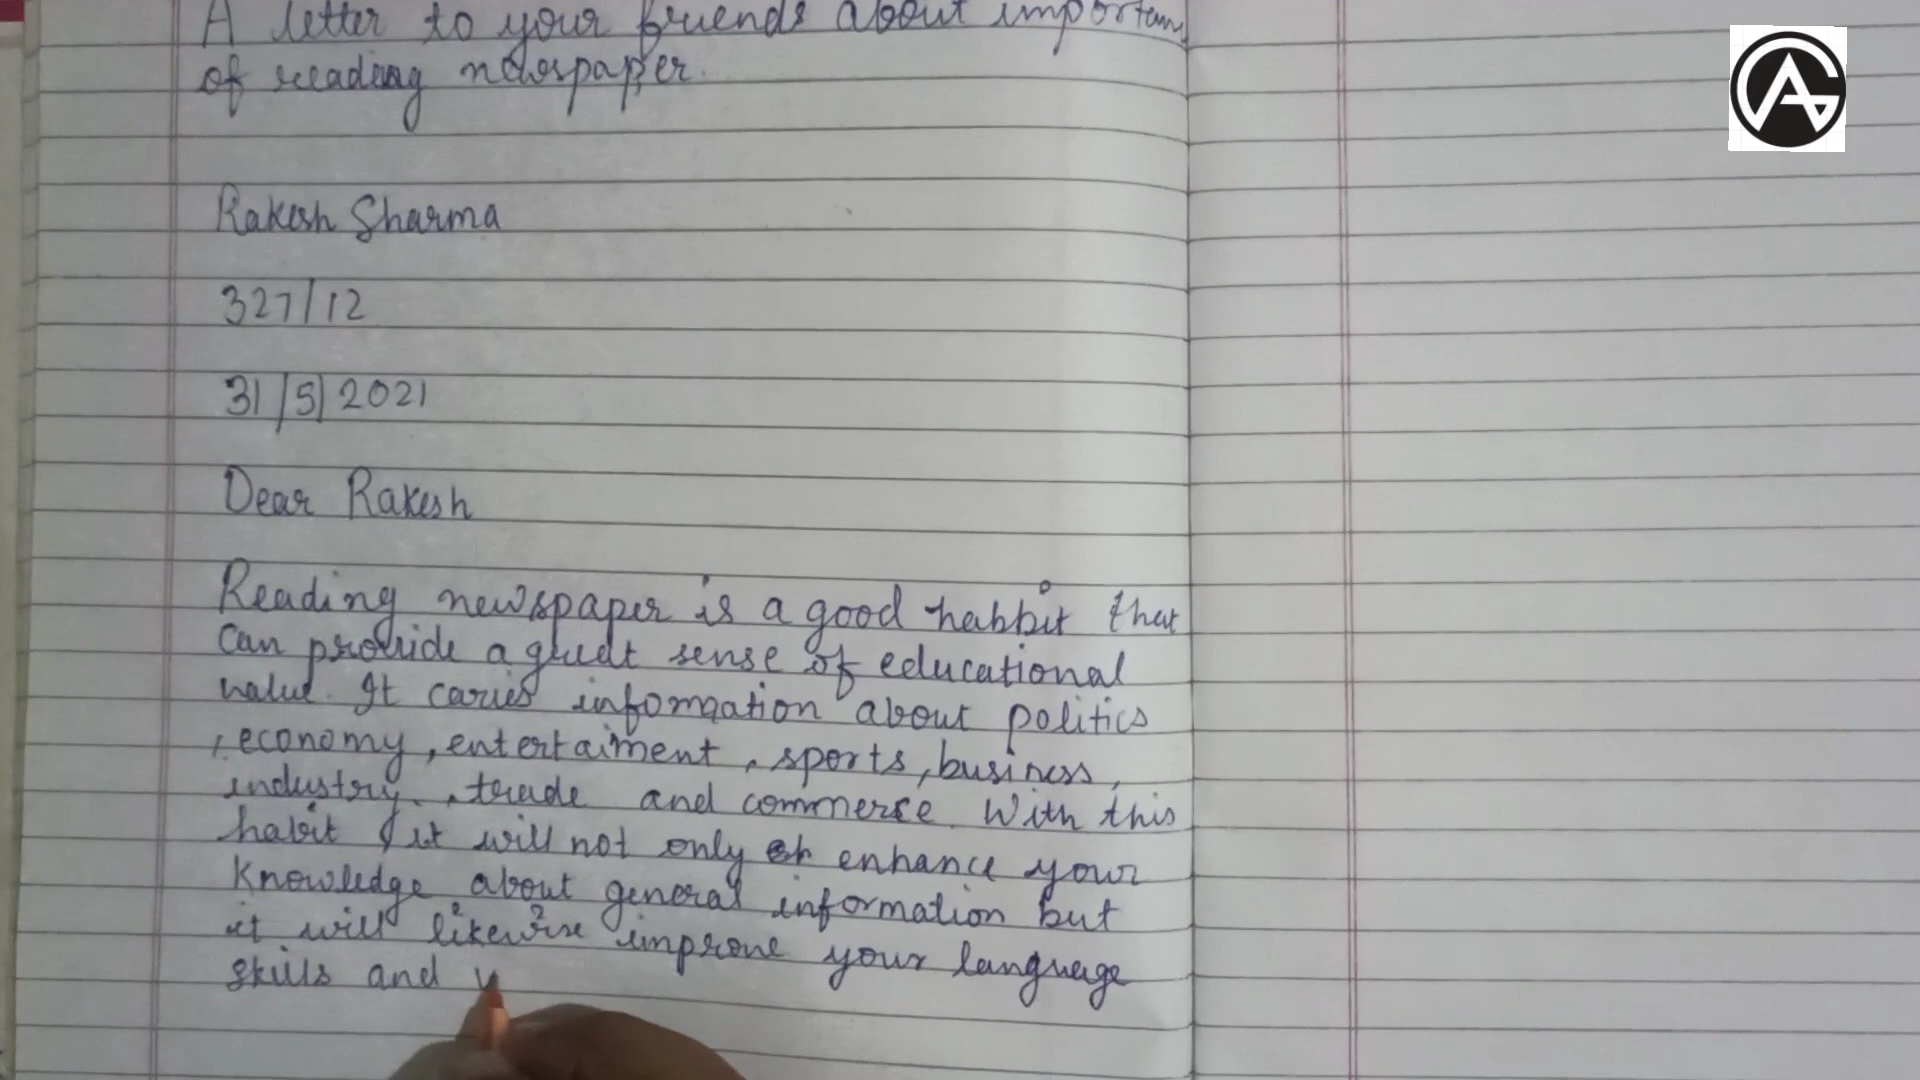 A letter to your friends about importan
of reading newspaper.
Rakesh Sharma
327/12
31/5/2021
Dear Rakesh
Reading newspaper is a good habbit that
can provide a great sense of educational
value. It caries infomation about politics
, economy, entertaiment, sports, business,
industry, trade and commerse. With this
habit it will not only enhance your
knowledge about general information but
it will likewise improve your language
skills and v